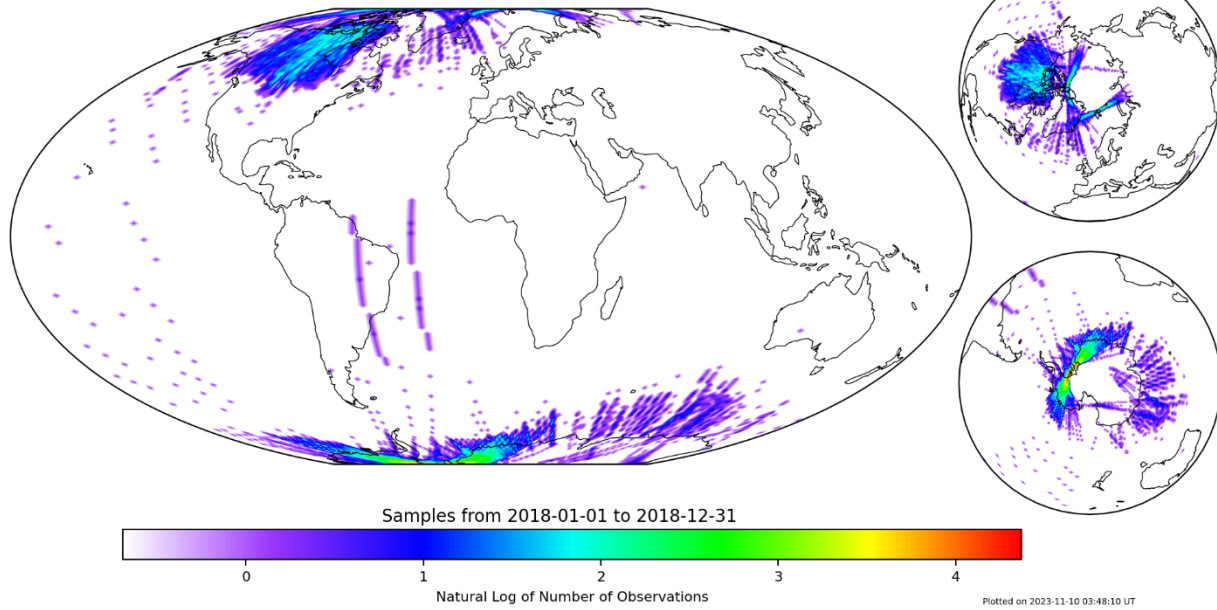 Samples from 2018-01-01 to 2018-12-31
0 1 2 3 4
Natural Log of Number of Observations
Plotted on 2023-11-10 03:48:10 UT